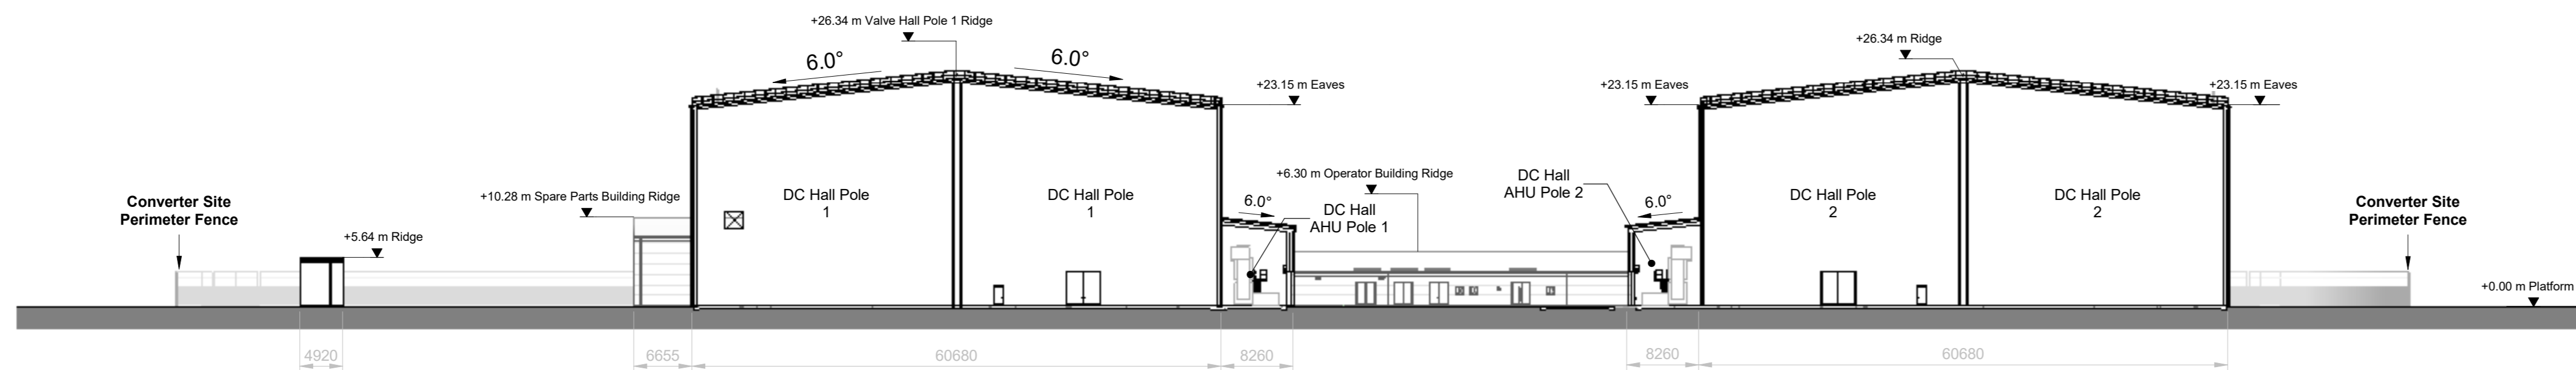 +26.34 m Valve Hall Pole 1 Ridge
6.0°
6.0°
+26.34 m Ridge
+23.15 m Eaves
+23.15 m Eaves
+23.15 m Eaves
Converter Site
Perimeter Fence
+5.64 m Ridge
+10.28 m Spare Parts Building Ridge
DC Hall Pole
1
DC Hall Pole
1
6.0°
DC Hall
AHU Pole 1
+6.30 m Operator Building Ridge
DC Hall
AHU Pole 2
6.0°
DC Hall Pole
2
DC Hall Pole
2
Converter Site
Perimeter Fence
+0.00 m Platform
4920
6655
60680
8260
8260
60680